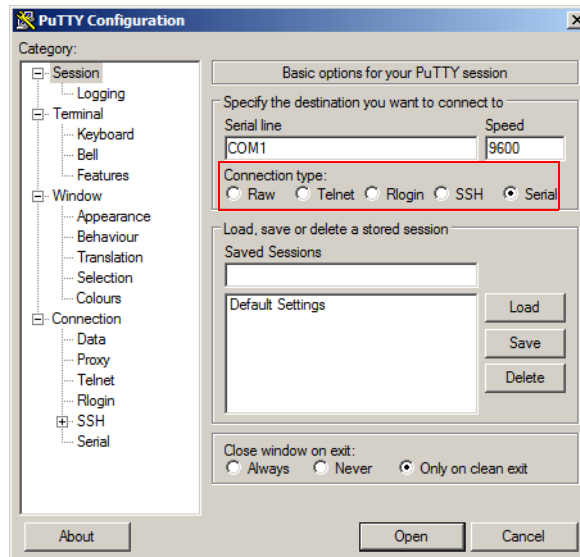 PuTTY Configuration
Category:
Session
Logging
Terminal
Keyboard
Bell
Features
Window
Appearance
Behaviour
Translation
Selection
Colours
Connection
Data
Proxy
Telnet
Rlogin
SSH
Serial
Basic options for your PuTTY session
Specify the destination you want to connect to
Serial line Speed
COM1 9600
Connection type:
Raw Telnet Rlogin SSH Serial
Load, save or delete a stored session
Saved Sessions
Default Settings
Load
Save
Delete
Close window on exit:
Always Never Only on clean exit
About Open Cancel